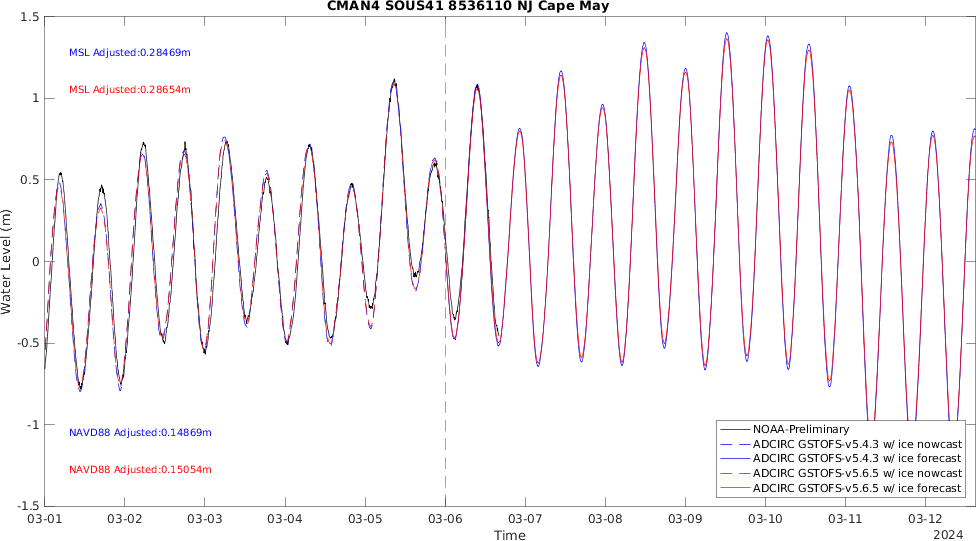 CMAN4 SOUS41 8536110 NJ Cape May
1.5
1
0.5
0
-0.5
-1
-1.5
Water Level (m)
MSL Adjusted:0.28469m
MSL Adjusted:0.28654m
NAVD88 Adjusted:0.14869m
NAVD88 Adjusted:0.15054m
NOAA-Preliminary
ADCIRC GSTOFS-v5.4.3 w/ ice nowcast
ADCIRC GSTOFS-v5.4.3 w/ ice forecast
ADCIRC GSTOFS-v5.6.5 w/ ice nowcast
ADCIRC GSTOFS-v5.6.5 w/ ice forecast
03-01 03-02 03-03 03-04 03-05 03-06 03-07 03-08 03-09 03-10 03-11 03-12
2024
Time